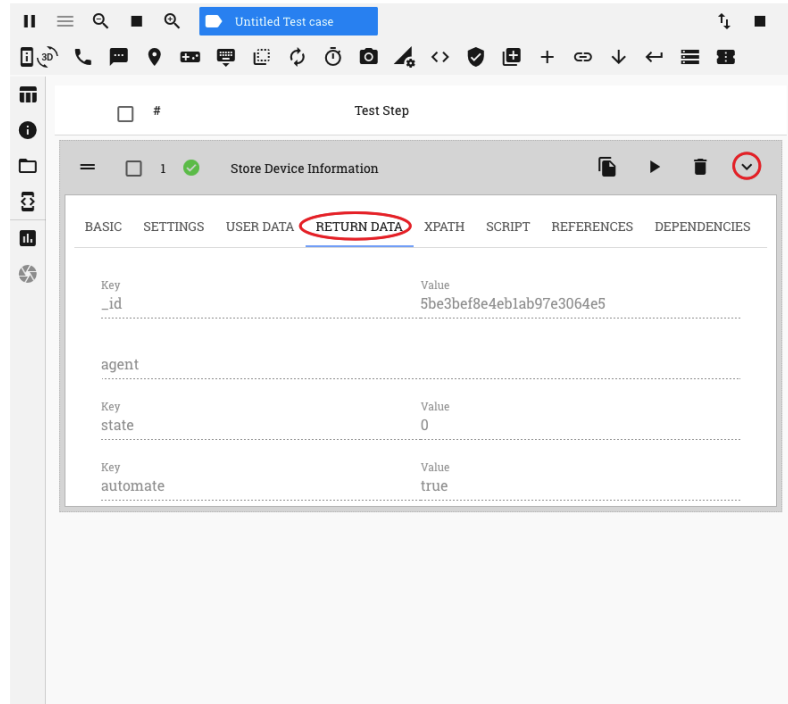 Untitled Test case
3D
# Test Step
1 Store Device Information
BASIC SETTINGS USER DATA RETURN DATA XPATH SCRIPT REFERENCES DEPENDENCIES
Key Value
_id 5be3bef8e4eb1ab97e3064e5
agent
Key Value
state 0
Key Value
automate true